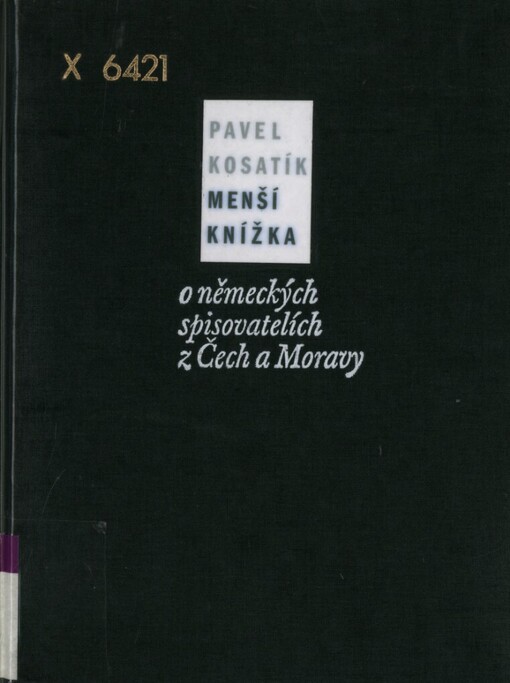 X 6421
PAVEL
KOSATÍK
MENŠÍ
KNÍŽKA
o německých
spisovatelích
z Čech a Moravy